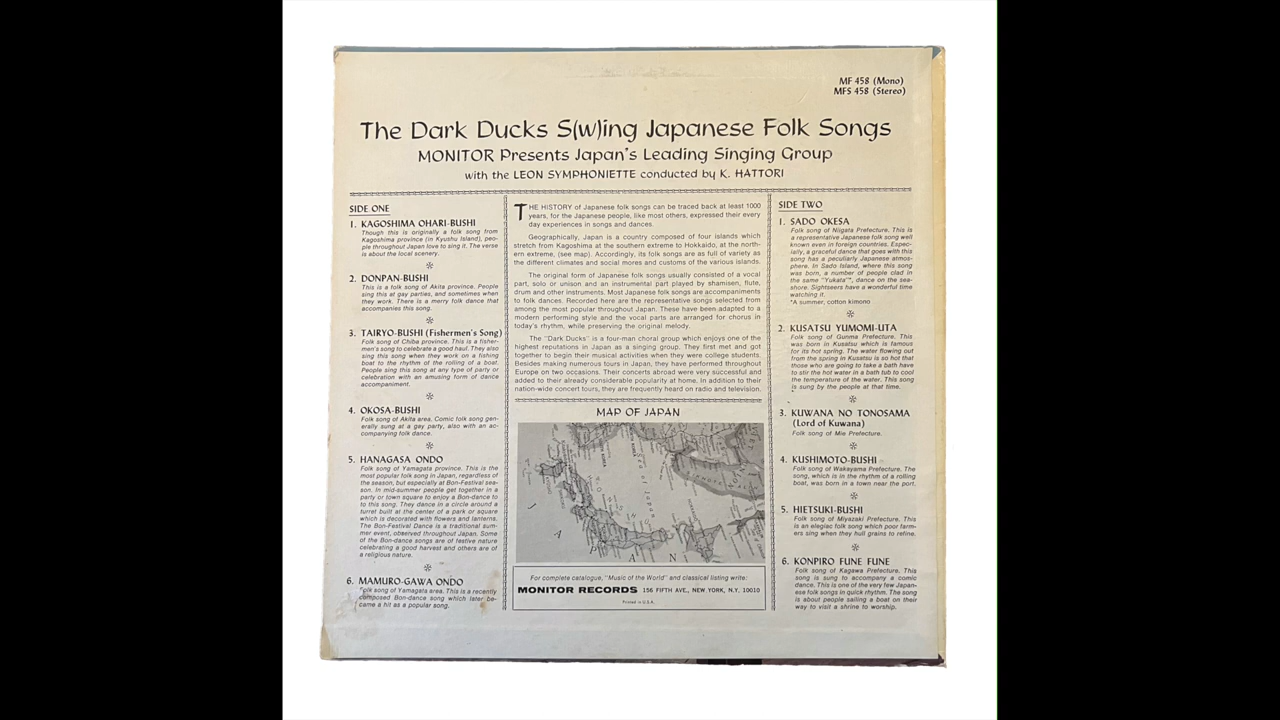 MF 458 (Mono)
MFS 458 (Stereo)
The Dark Ducks S(w)ing Japanese Folk Songs
MONITOR Presents Japan's Leading Singing Group
with the LEON SYMPHONIETTE conducted by K. HATTORI
SIDE ONE
1. KAGOSHIMA OHARI-BUSHI
Though this is originally a folk song from
Kagoshima province (in Kyushu Island), peo-
ple throughout Japan love to sing it. The verse
is about the local scenery.
2. DONPAN-BUSHI
This is a folk song of Akita province. People
sing this at gay parties, and sometimes when
they work. There is a merry folk dance that
accompanies this song.
3. TAIRYO-BUSHI (Fishermen's Song)
Folk song of Chiba province. This is a fisher-
men's song to celebrate a good haul. They also
sing this song when they work on a fishing
boat to the rhythm of the rolling of a boat.
People sing this song at any type of party or
celebration with an amusing form of dance
accompaniment.
4. OKOSA-BUSHI
Folk song of Akita area. Comic folk song gen-
erally sung at a gay party, also with an ac-
companying folk dance.
5. HANAGASA ONDO
Folk song of Yamagata province. This is the
most popular folk song in Japan, regardless of
the season, but especially at Bon-Festival sea-
son. In mid-summer people get together in a
party or town square to enjoy a Bon-dance to
to this song. They dance in a circle around a
turret built at the center of a park or square
which is decorated with flowers and lanterns.
The Bon-Festival Dance is a traditional sum-
mer event, observed throughout Japan. Some
of the Bon-dance songs are of festive nature
celebrating a good harvest and others are of
a religious nature.
6. MAMURO-GAWA ONDO
Folk song of Yamagata area. This is a recently
composed Bon-dance song which later be-
came a hit as a popular song.
THE HISTORY of Japanese folk songs can be traced back at least 1000
years, for the Japanese people, like most others, expressed their every
day experiences in songs and dances.
Geographically, Japan is a country composed of four islands which
stretch from Kagoshima at the southern extreme to Hokkaido, at the north-
ern extreme, (see map). Accordingly, its folk songs are as full of variety as
the different climates and social mores and customs of the various islands.
The original form of Japanese folk songs usually consisted of a vocal
part, solo or unison and an instrumental part played by shamisen, flute,
drum and other instruments. Most Japanese folk songs are accompaniments
to folk dances. Recorded here are the representative songs selected from
among the most popular throughout Japan. These have been adapted to a
modern performing style and the vocal parts are arranged for chorus in
today's rhythm, while preserving the original melody.
The "Dark Ducks" is a four-man choral group which enjoys one of the
highest reputations in Japan as a singing group. They first met and got
together to begin their musical activities when they were college students.
Besides making numerous tours in Japan, they have performed throughout
Europe on two occasions. Their concerts abroad were very successful and
added to their already considerable popularity at home. In addition to their
nation-wide concert tours, they are frequently heard on radio and television.
MAP OF JAPAN
Sea of Japan
JAPAN
For complete catalogue, "Music of the World" and classical listing write:
MONITOR RECORDS 156 FIFTH AVE., NEW YORK, N.Y. 10010
Printed in U.S.A.
SIDE TWO
1. SADO OKESA
Folk song of Niigata Prefecture. This is
a representative Japanese folk song well
known even in foreign countries. Espec-
ially, a graceful dance that goes with this
song has a peculiarly Japanese atmos-
phere. In Sado Island, where this song
was born, a number of people clad in
the same "Yukata"*, dance on the sea-
shore. Sightseers have a wonderful time
watching it.
*A summer, cotton kimono
2. KUSATSU YUMOMI-UTA
Folk song of Gunma Prefecture. This
was born in Kusatsu which is famous
for its hot spring. The water flowing out
from the spring in Kusatsu is so hot that
those who are going to take a bath have
to stir the hot water in a bath tub to cool
the temperature of the water. This song
is sung by the people at that time.
3. KUWANA NO TONOSAMA
(Lord of Kuwana)
Folk song of Mie Prefecture.
4. KUSHIMOTO-BUSHI
Folk song of Wakayama Prefecture. The
song, which is in the rhythm of a rolling
boat, was born in a town near the port.
5. HIETSUKI-BUSHI
Folk song of Miyazaki Prefecture. This
is an elegiac folk song which poor farm-
ers sing when they hull grains to refine.
6. KONPIRO FUNE FUNE
Folk song of Kagawa Prefecture. This
song is sung to accompany a comic
dance. This is one of the very few Japan-
ese folk songs in quick rhythm. The song
is about people sailing a boat on their
way to visit a shrine to worship.